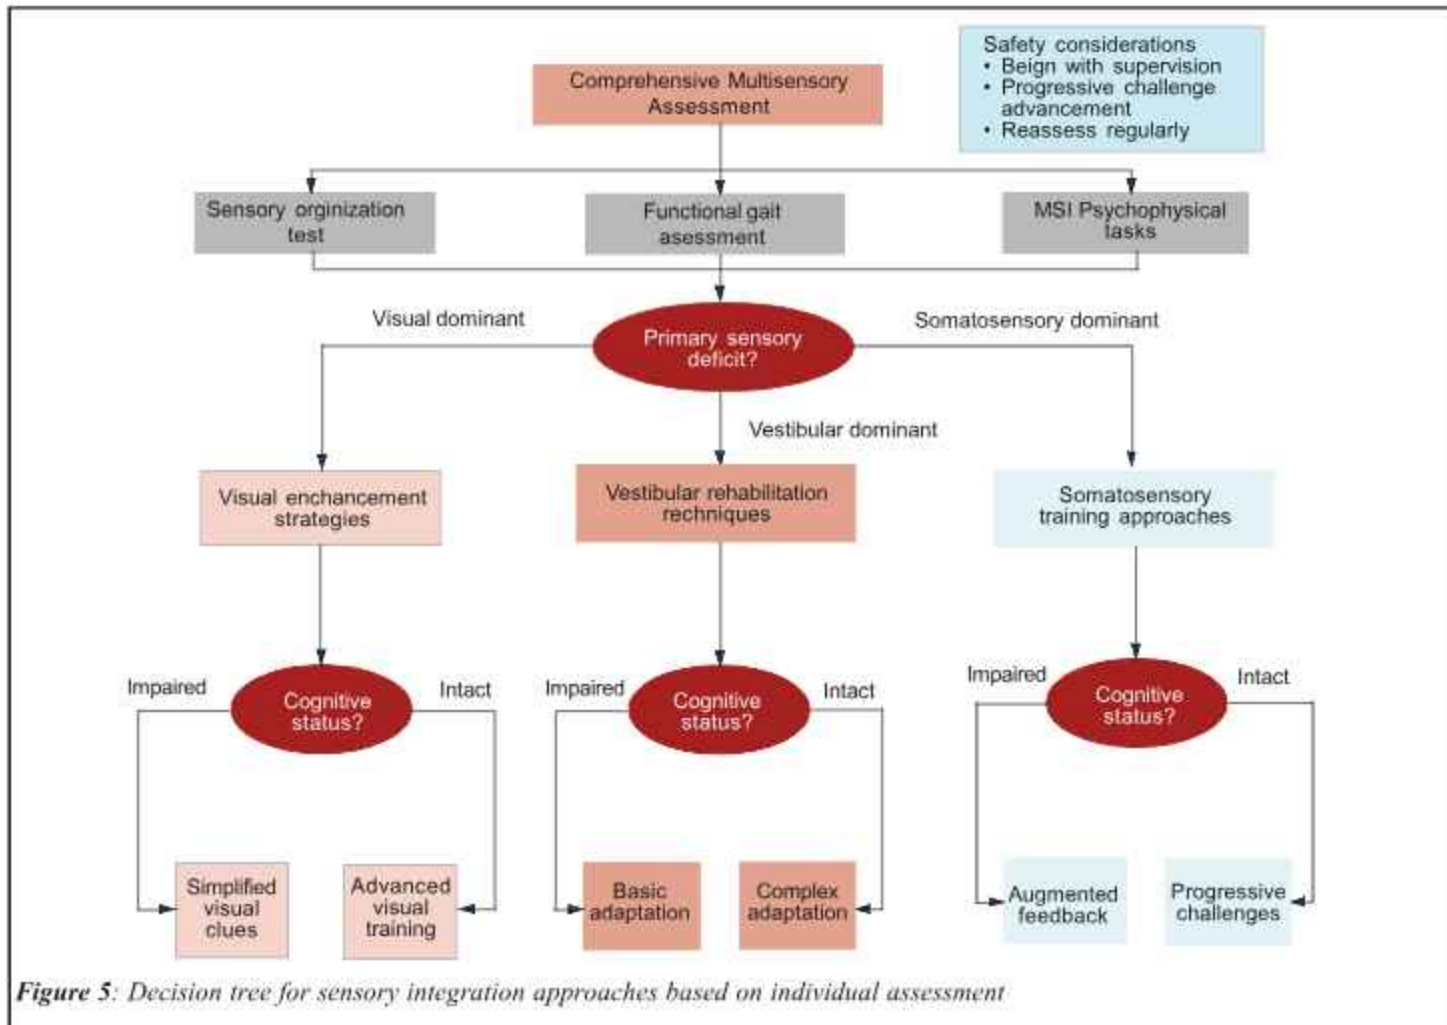 Comprehensive Multisensory
Assessment
Safety considerations
• Beign with supervision
• Progressive challenge
advancement
• Reassess regularly
Sensory orginization
test
Functional gait
asessment
MSI Psychophysical
tasks
Visual dominant
Primary sensory
deficit?
Somatosensory dominant
Vestibular dominant
Visual enchancement
strategies
Vestibular rehabilitation
rechniques
Somatosensory
training approaches
Impaired
Cognitive
status?
Intact
Impaired
Cognitive
status?
Intact
Impaired
Cognitive
status?
Intact
Simplified
visual
clues
Advanced
visual
training
Basic
adaptation
Complex
adaptation
Augmented
feedback
Progressive
challenges
Figure 5: Decision tree for sensory integration approaches based on individual assessment